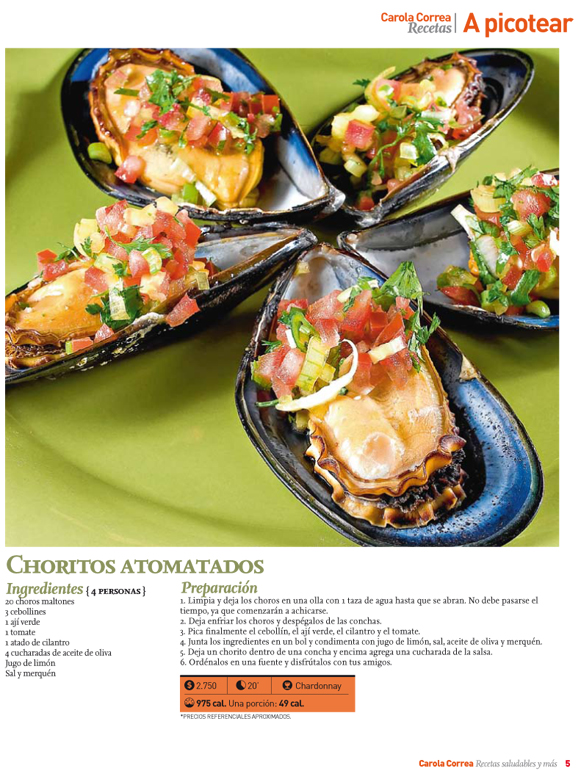 Carola Correa
Recetas
A picotear
CHORITOS ATOMATADOS
Ingredientes { 4 PERSONAS }
20 choros maltones
3 cebollines
1 ají verde
1 tomate
1 atado de cilantro
4 cucharadas de aceite de oliva
Jugo de limón
Sal y merquén
Preparación
1. Limpia y deja los choros en una olla con 1 taza de agua hasta que se abran. No debe pasarse el
tiempo, ya que comenzarán a achicarse.
2. Deja enfriar los choros y despégalos de las conchas.
3. Pica finamente el cebollín, el ají verde, el cilantro y el tomate.
4. Junta los ingredientes en un bol y condimenta con jugo de limón, sal, aceite de oliva y merquén.
5. Deja un chorito dentro de una concha y encima agrega una cucharada de la salsa.
6. Ordénalos en una fuente y disfrútalos con tus amigos.
$ 2.750 20' Chardonnay
975 cal. Una porción: 49 cal.
*PRECIOS REFERENCIALES APROXIMADOS.
Carola Correa Recetas saludables y más 5